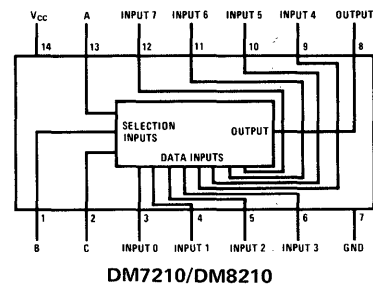 VCC A INPUT 7 INPUT 6 INPUT 5 INPUT 4 OUTPUT
14 13 12 11 10 9 8
SELECTION
INPUTS
OUTPUT
DATA INPUTS
1 2 3 4 5 6 7
B C INPUT 0 INPUT 1 INPUT 2 INPUT 3 GND
DM7210/DM8210